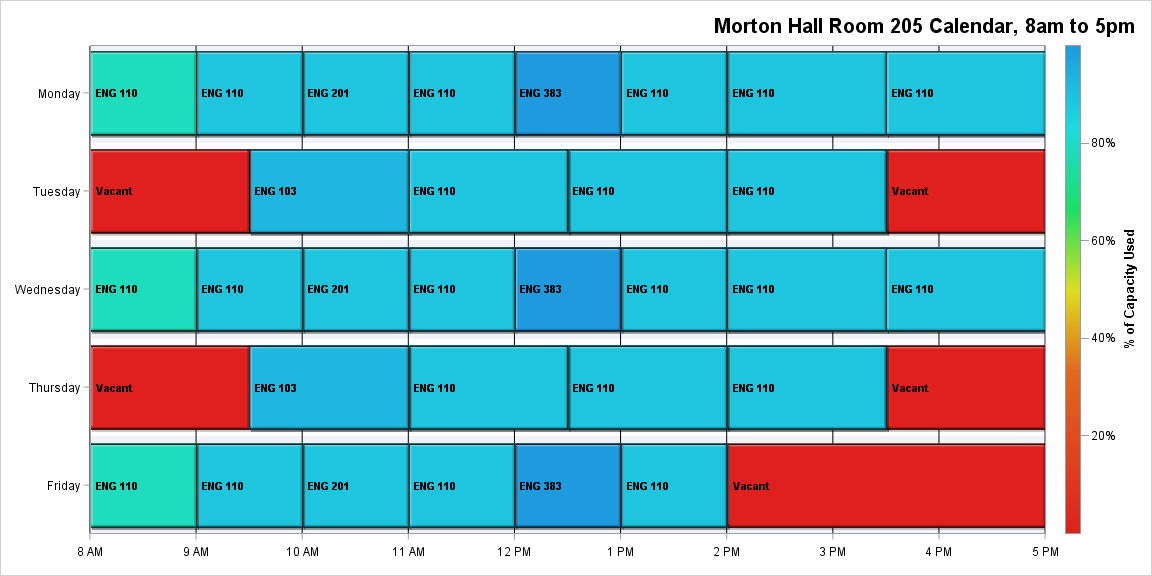 Morton Hall Room 205 Calendar, 8am to 5pm
Monday
ENG 110
ENG 110
ENG 201
ENG 110
ENG 383
ENG 110
ENG 110
ENG 110
Tuesday
Vacant
ENG 103
ENG 110
ENG 110
ENG 110
Vacant
Wednesday
ENG 110
ENG 110
ENG 201
ENG 110
ENG 383
ENG 110
ENG 110
ENG 110
Thursday
Vacant
ENG 103
ENG 110
ENG 110
ENG 110
Vacant
Friday
ENG 110
ENG 110
ENG 201
ENG 110
ENG 383
ENG 110
Vacant
8 AM
9 AM
10 AM
11 AM
12 PM
1 PM
2 PM
3 PM
4 PM
5 PM
80%
60%
40%
20%
% of Capacity Used